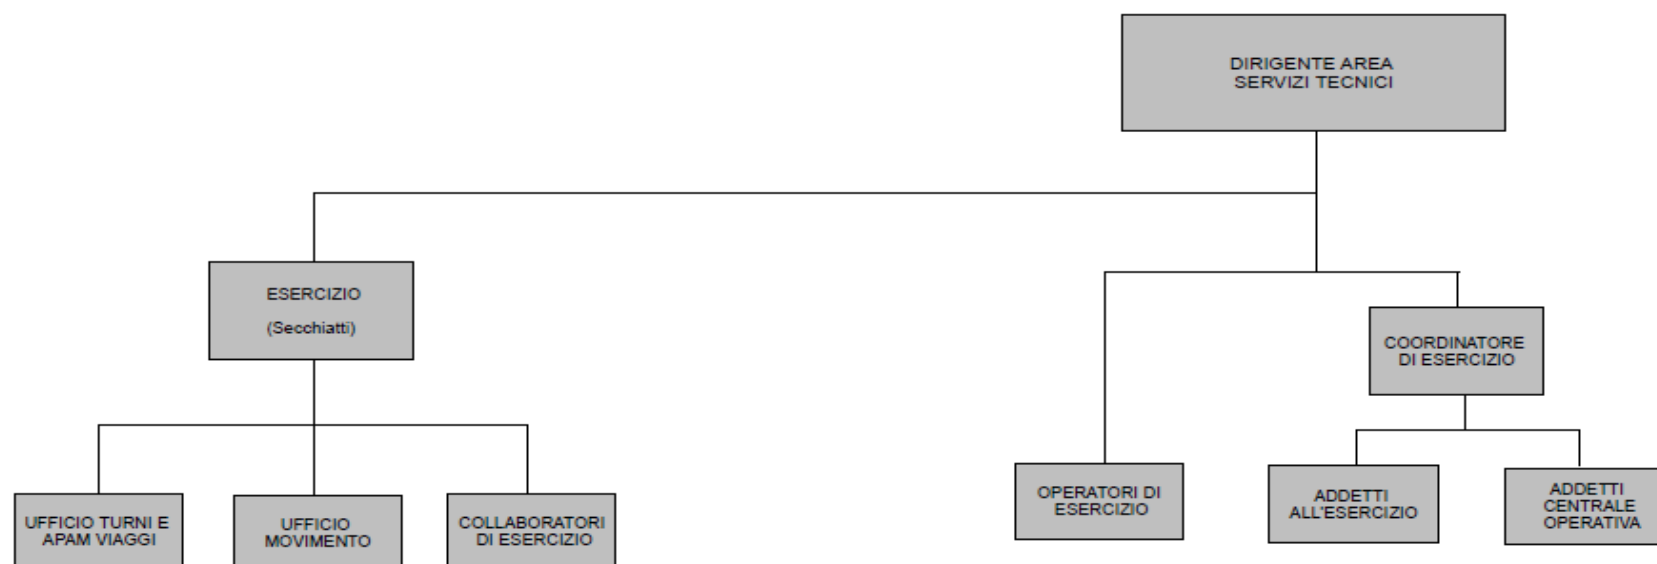 DIRIGENTE AREA
SERVIZI TECNICI
ESERCIZIO
(Secchiatti)
COORDINATORE
DI ESERCIZIO
UFFICIO TURNI E
APAM VIAGGI
UFFICIO
MOVIMENTO
COLLABORATORI
DI ESERCIZIO
OPERATORI DI
ESERCIZIO
ADDETTI
ALL'ESERCIZIO
ADDETTI
CENTRALE
OPERATIVA